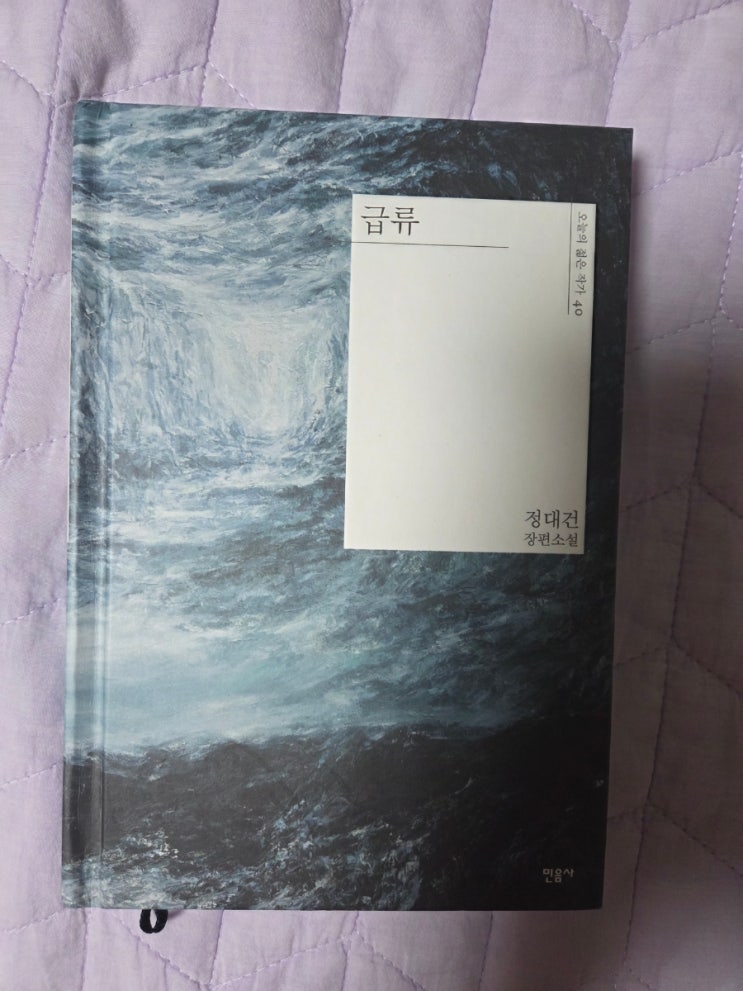 급류
오늘의 젊은 작가 40
정대건
장편소설
민음사